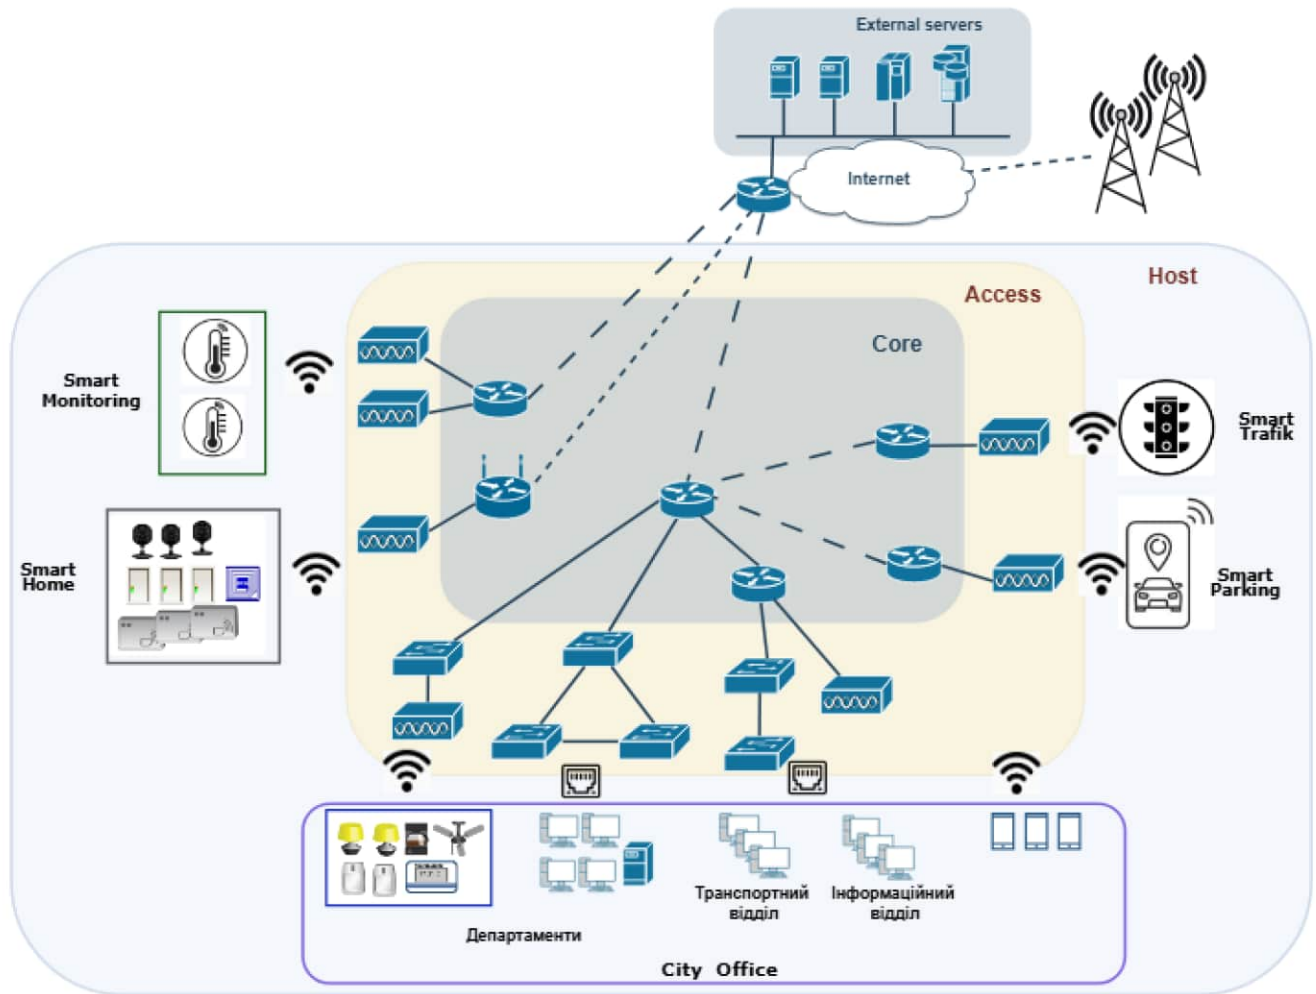 External servers
Internet
Host
Access
Core
Smart
Monitoring
Smart
Trafik
Smart
Home
Smart
Parking
Транспортний
відділ
Інформаційний
відділ
Департаменти
City Office